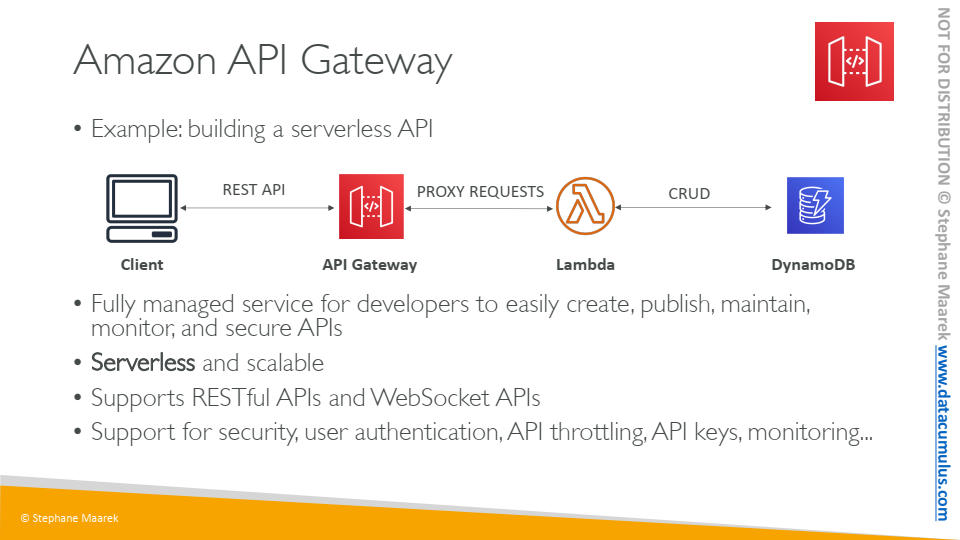 Amazon API Gateway
• Example: building a serverless API
REST API
PROXY REQUESTS
CRUD
Client
API Gateway
Lambda
DynamoDB
• Fully managed service for developers to easily create, publish, maintain,
monitor, and secure APIs
• Serverless and scalable
• Supports RESTful APIs and WebSocket APIs
• Support for security, user authentication, API throttling, API keys, monitoring...
© Stephane Maarek
NOT FOR DISTRIBUTION © Stephane Maarek www.datacumulus.com